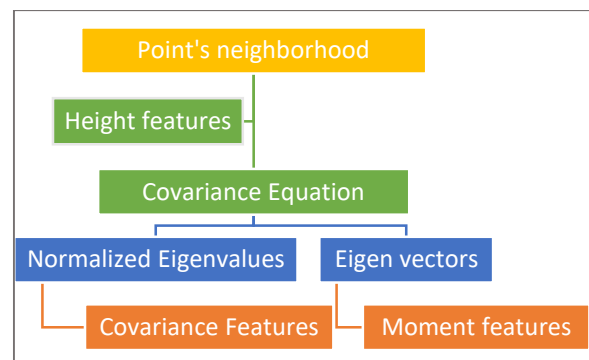 Point's neighborhood
Height features
Covariance Equation
Normalized Eigenvalues
Eigen vectors
Covariance Features
Moment features